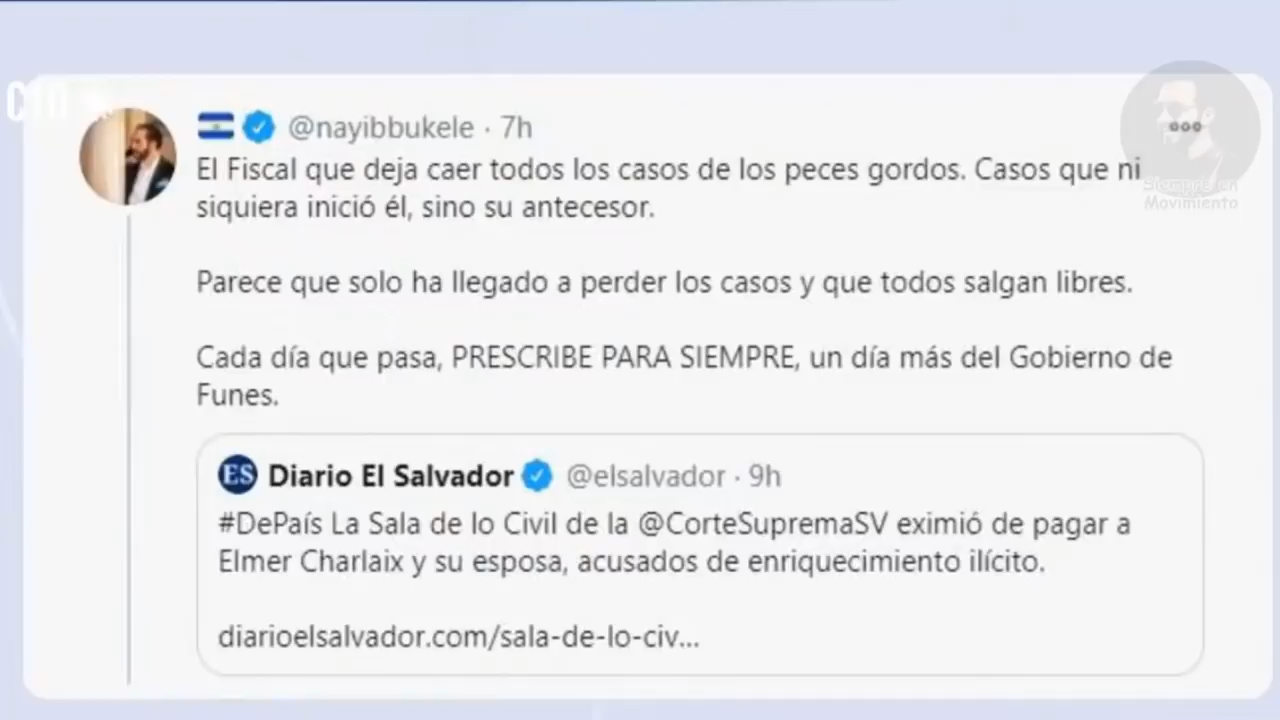 @nayibbukele · 7h
El Fiscal que deja caer todos los casos de los peces gordos. Casos que ni
siquiera inició él, sino su antecesor.
Parece que solo ha llegado a perder los casos y que todos salgan libres.
Cada día que pasa, PRESCRIBE PARA SIEMPRE, un día más del Gobierno de
Funes.
ES Diario El Salvador @elsalvador · 9h
#DePaís La Sala de lo Civil de la @CorteSupremaSV eximió de pagar a
Elmer Charlaix y su esposa, acusados de enriquecimiento ilícito.
diarioelsalvador.com/sala-de-lo-civ...
Siempre en
Movimiento